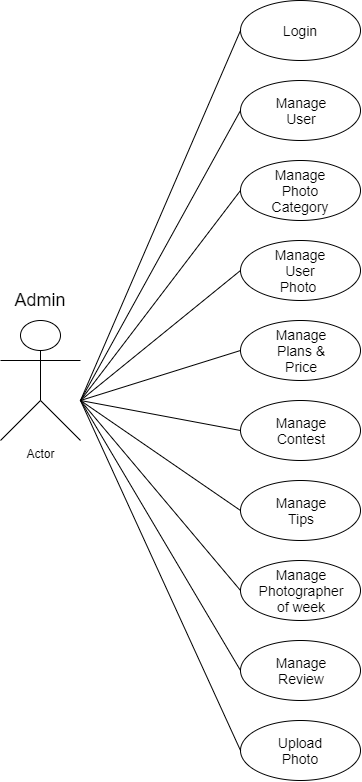 Login
Manage
User
Manage
Photo
Category
Manage
User
Photo
Admin
Manage
Plans &
Price
Manage
Contest
Actor
Manage
Tips
Manage
Photographer
of week
Manage
Review
Upload
Photo